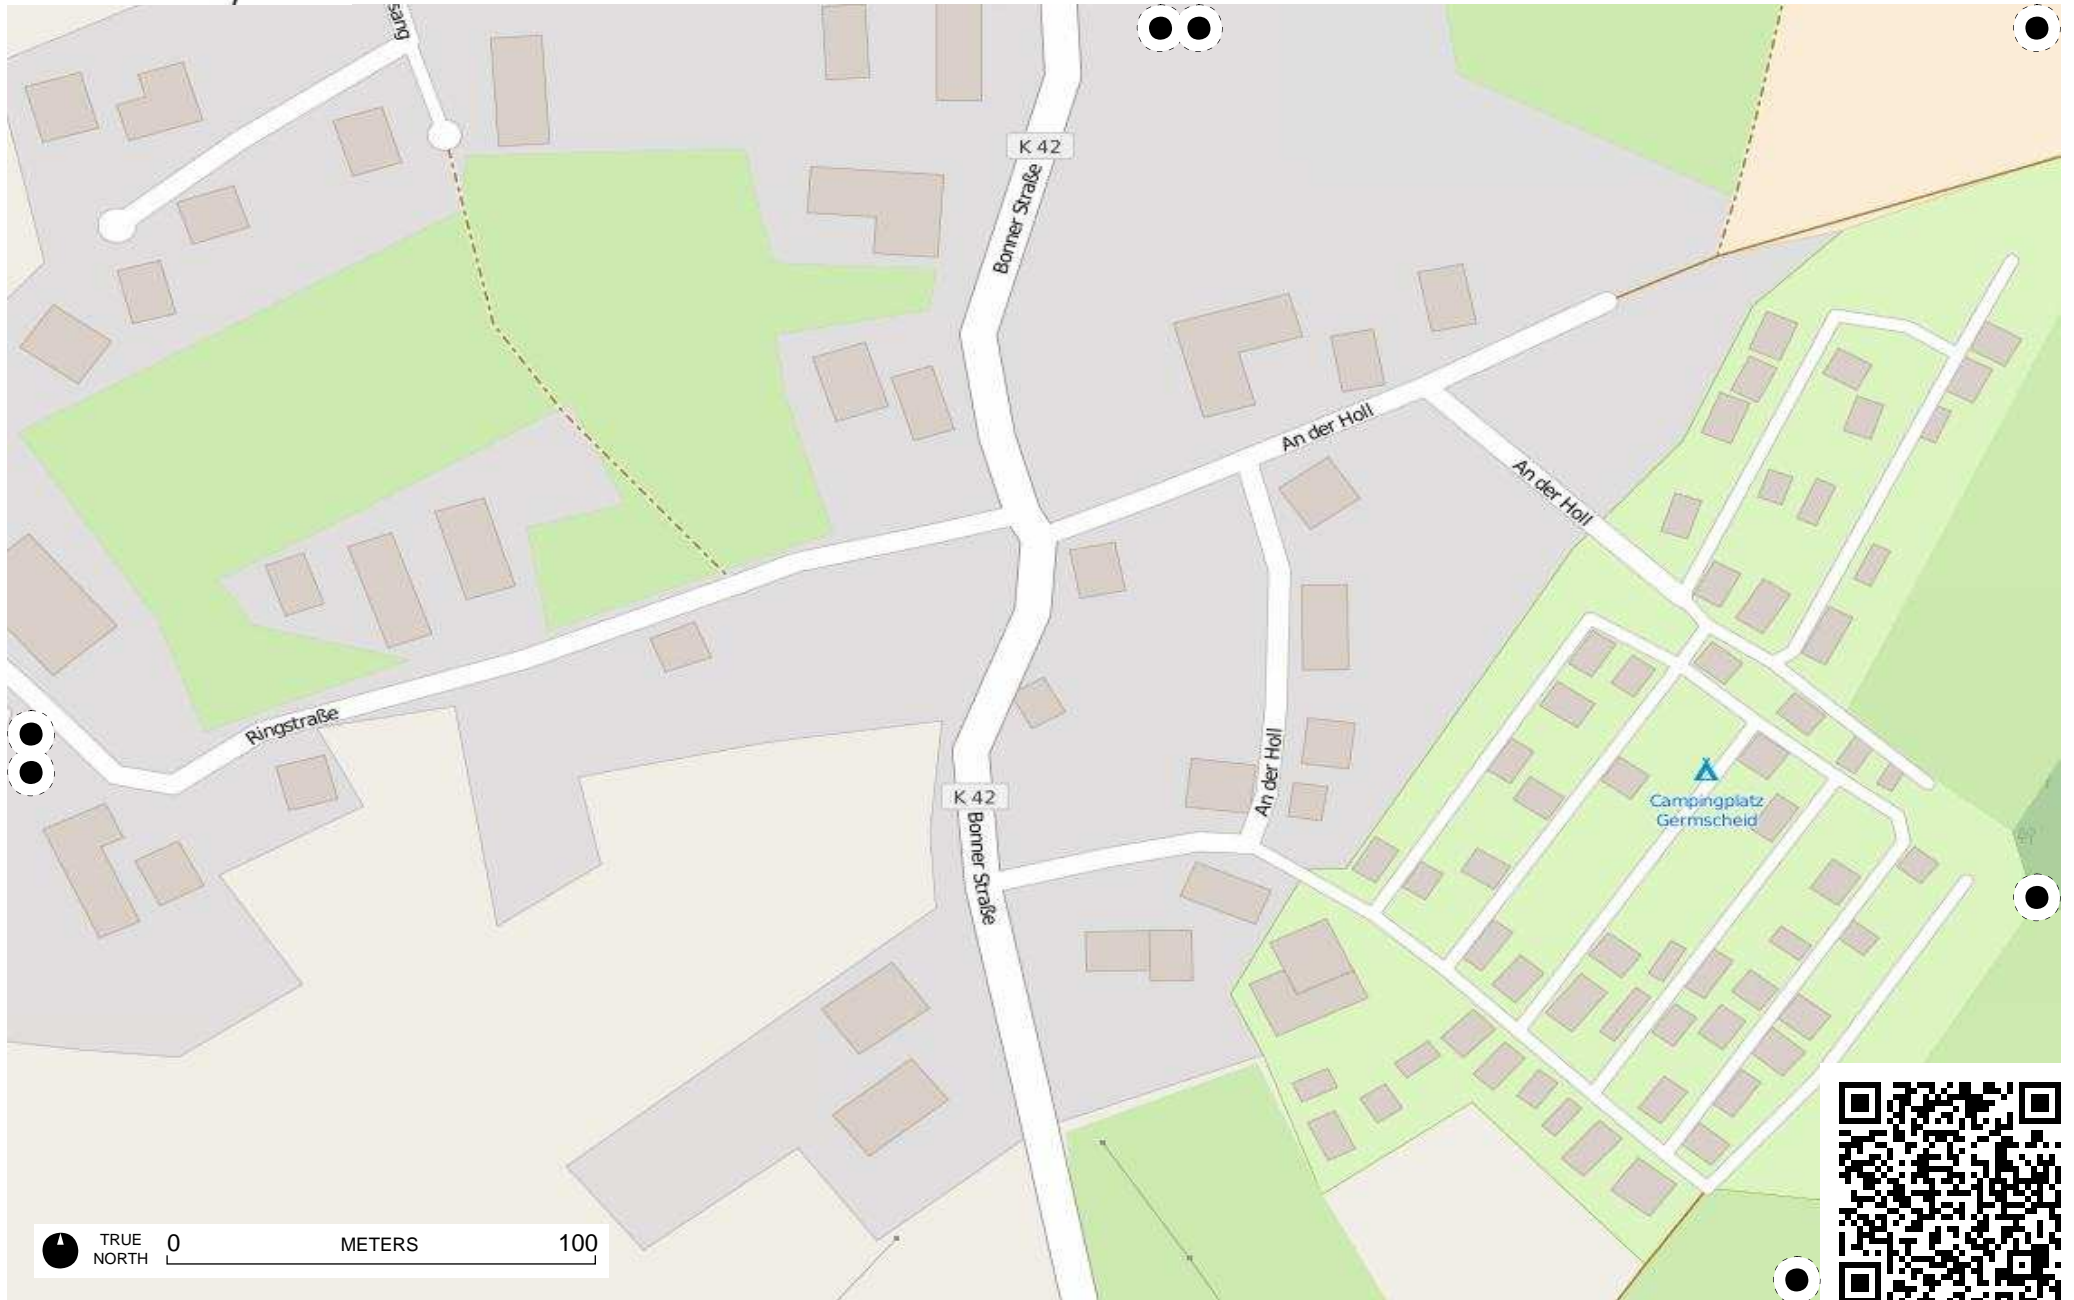 sang
K 42
Bonner Straße
An der Holl
An der Holl
Ringstraße
An der Holl
K 42
Campingplatz
Germscheid
Bonner Straße
TRUE
NORTH
0
METERS
100